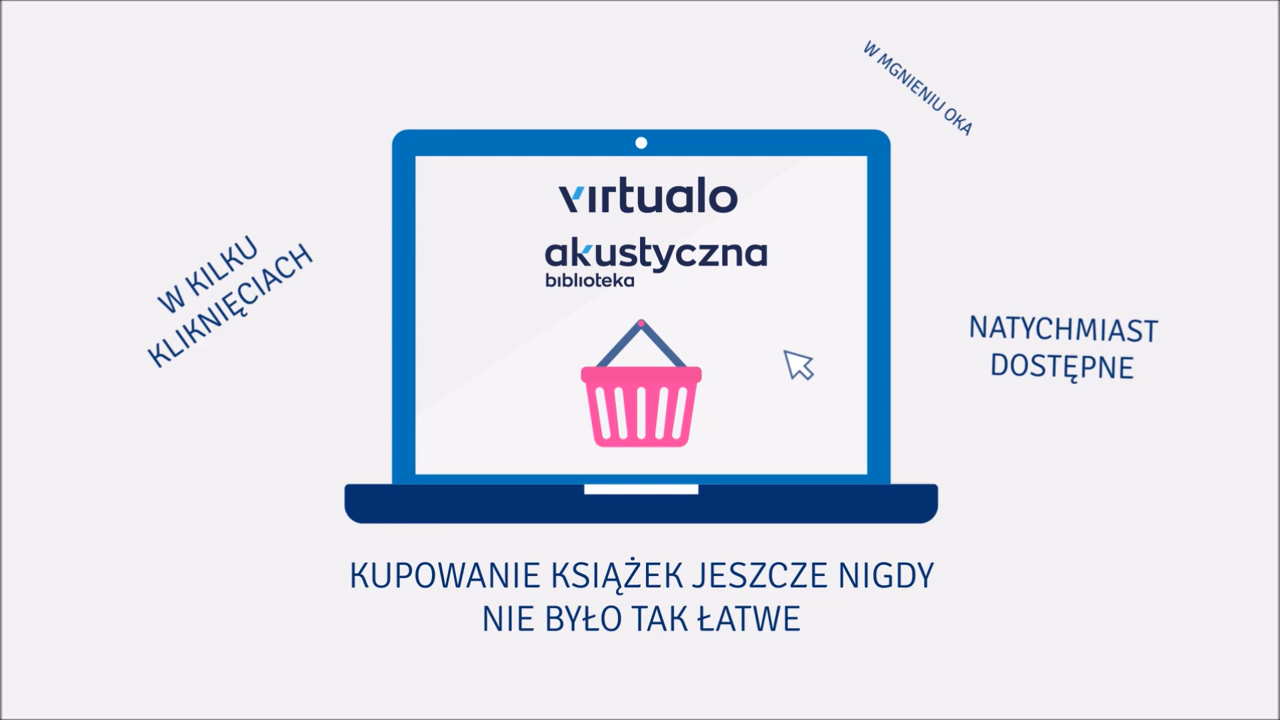 W MGNIENIU OKA
virtualo
akustyczna
biblioteka
W KILKU
KLIKNIĘCIACH
NATYCHMIAST
DOSTĘPNE
KUPOWANIE KSIĄŻEK JESZCZE NIGDY
NIE BYŁO TAK ŁATWE